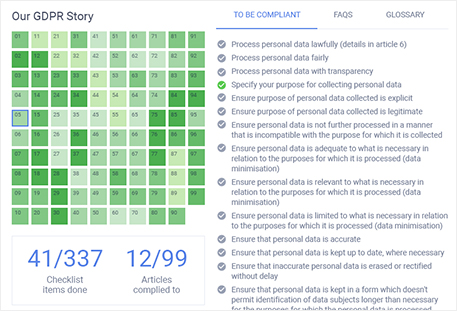 Our GDPR Story
01 11 21 31 41 51 61 71 81 91
02 12 22 32 42 52 62 72 82 92
03 13 23 33 43 53 63 73 83 93
04 14 24 34 44 54 64 74 84 94
05 15 25 35 45 55 65 75 85 95
06 16 26 36 46 56 66 76 86 96
07 17 27 37 47 57 67 77 87 97
08 18 28 38 48 58 68 78 88 98
09 19 29 39 49 59 69 79 89 99
10 20 30 40 50 60 70 80 90
41/337 12/99
Checklist Articles
items done complied to
TO BE COMPLIANT FAQS GLOSSARY
Process personal data lawfully (details in article 6)
Process personal data fairly
Process personal data with transparency
Specify your purpose for collecting personal data
Ensure purpose of personal data collected is explicit
Ensure purpose of personal data collected is legitimate
Ensure personal data is not further processed in a manner
that is incompatible with the purpose for which it is collected
Ensure personal data is adequate to what is necessary in
relation to the purposes for which it is processed (data
minimisation)
Ensure personal data is relevant to what is necessary in
relation to the purposes for which it is processed (data
minimisation)
Ensure personal data is limited to what is necessary in relation
to the purposes for which it is processed (data minimisation)
Ensure that personal data is accurate
Ensure that personal data is kept up to date, where necessary
Ensure that inaccurate personal data is erased or rectified
without delay
Ensure that personal data is kept in a form which doesn't
permit identification of data subjects longer than necessary
for the purposes for which the personal data is processed